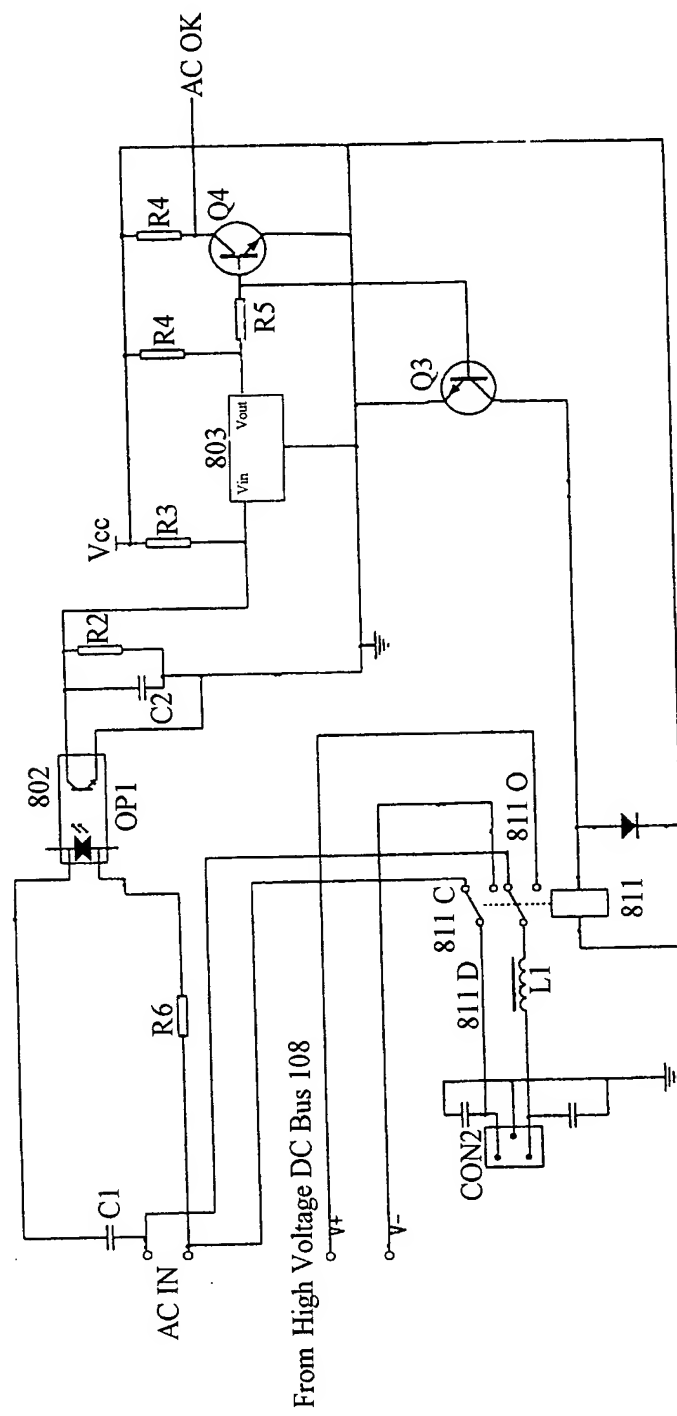 AC IN
C1
R6
802
OP1
C2
R2
Vcc
R3
803
Vin
Vout
R4
R4
R5
Q4
AC OK
Q3
From High Voltage DC Bus 108
V+
V-
CON2
811 D
811 C
L1
811 O
811